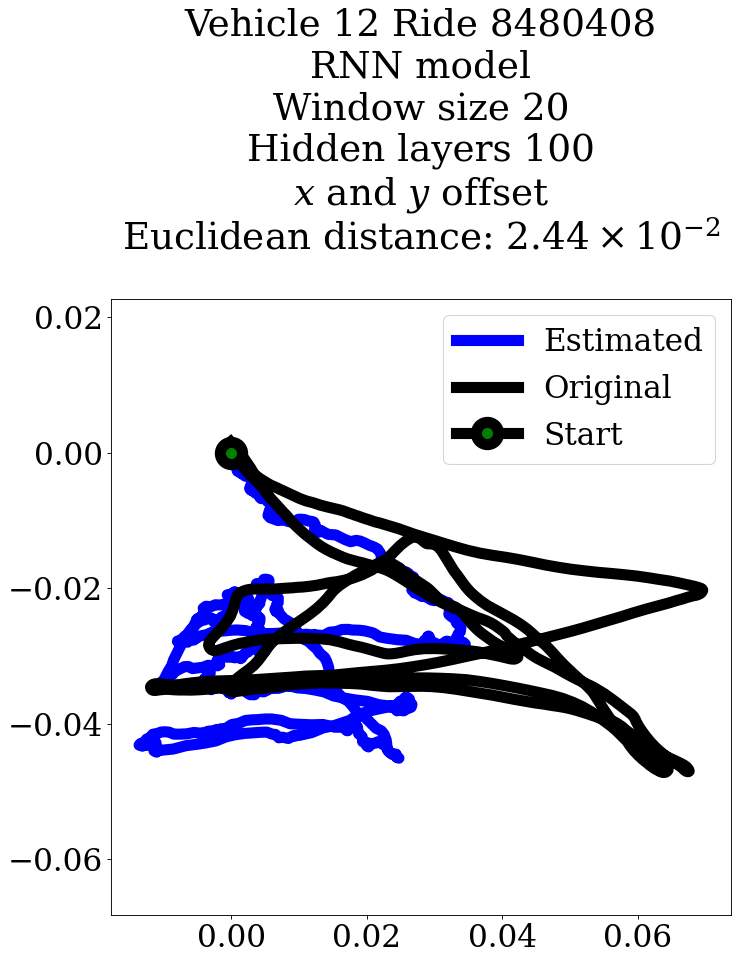 Vehicle 12 Ride 8480408
RNN model
Window size 20
Hidden layers 100
x and y offset
Euclidean distance: 2.44 × 10⁻²
Estimated
Original
Start
0.02
0.00
−0.02
−0.04
−0.06
0.00 0.02 0.04 0.06